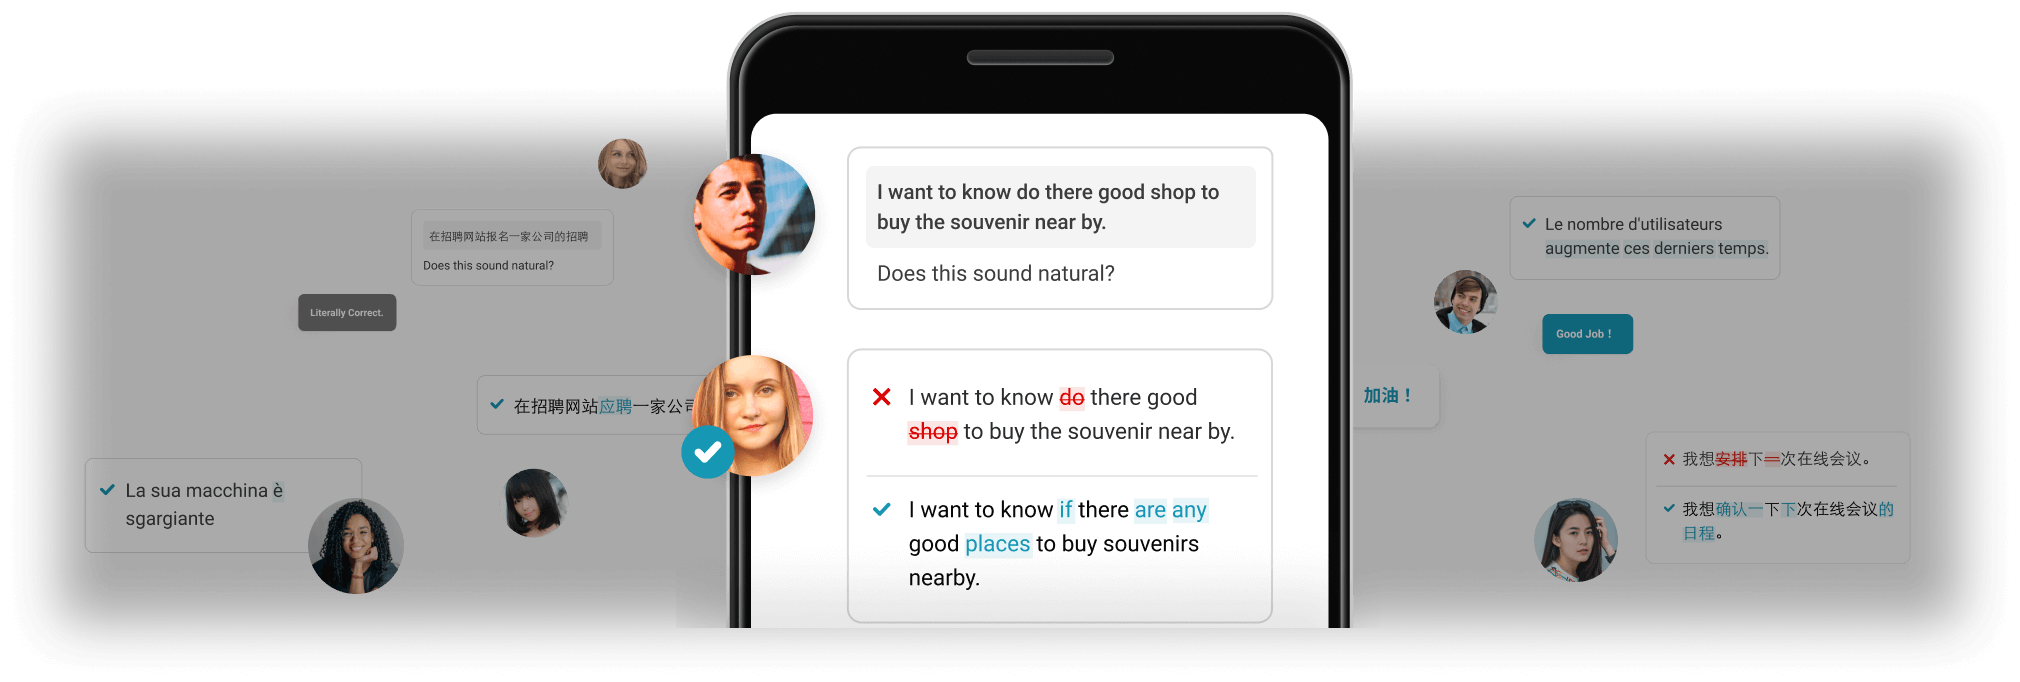 在招聘网站报名一家公司的招聘
Does this sound natural?
Literally Correct.
在招聘网站应聘一家公司
La sua macchina è
sgargiante
I want to know do there good shop to
buy the souvenir near by.
Does this sound natural?
I want to know do there good
shop to buy the souvenir near by.
I want to know if there are any
good places to buy souvenirs
nearby.
Le nombre d'utilisateurs
augmente ces derniers temps.
Good Job !
加油！
我想安排下一次在线会议。
我想确认一下下次在线会议的
日程。